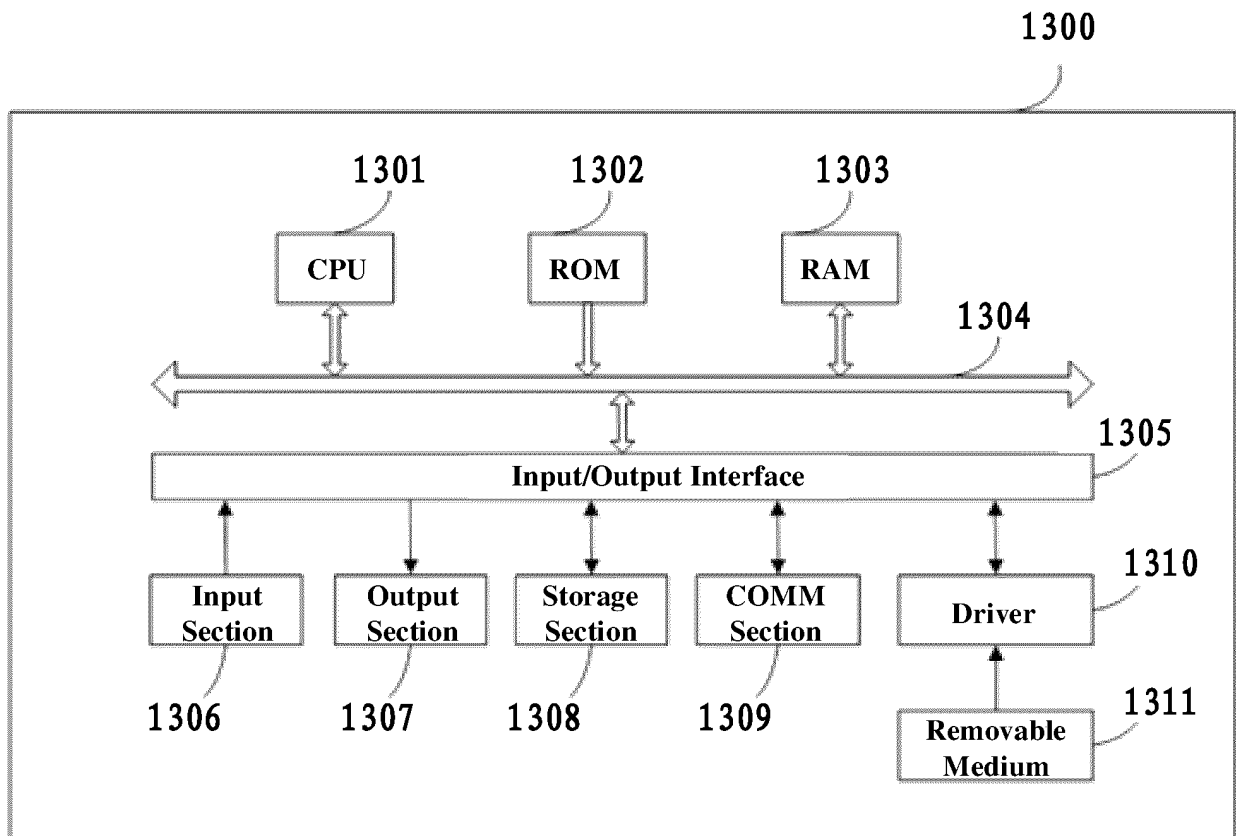 1300
1301
1302
1303
CPU
ROM
RAM
1304
1305
Input/Output Interface
1310
Input
Section
Output
Section
Storage
Section
COMM
Section
Driver
1306
1307
1308
1309
1311
Removable
Medium